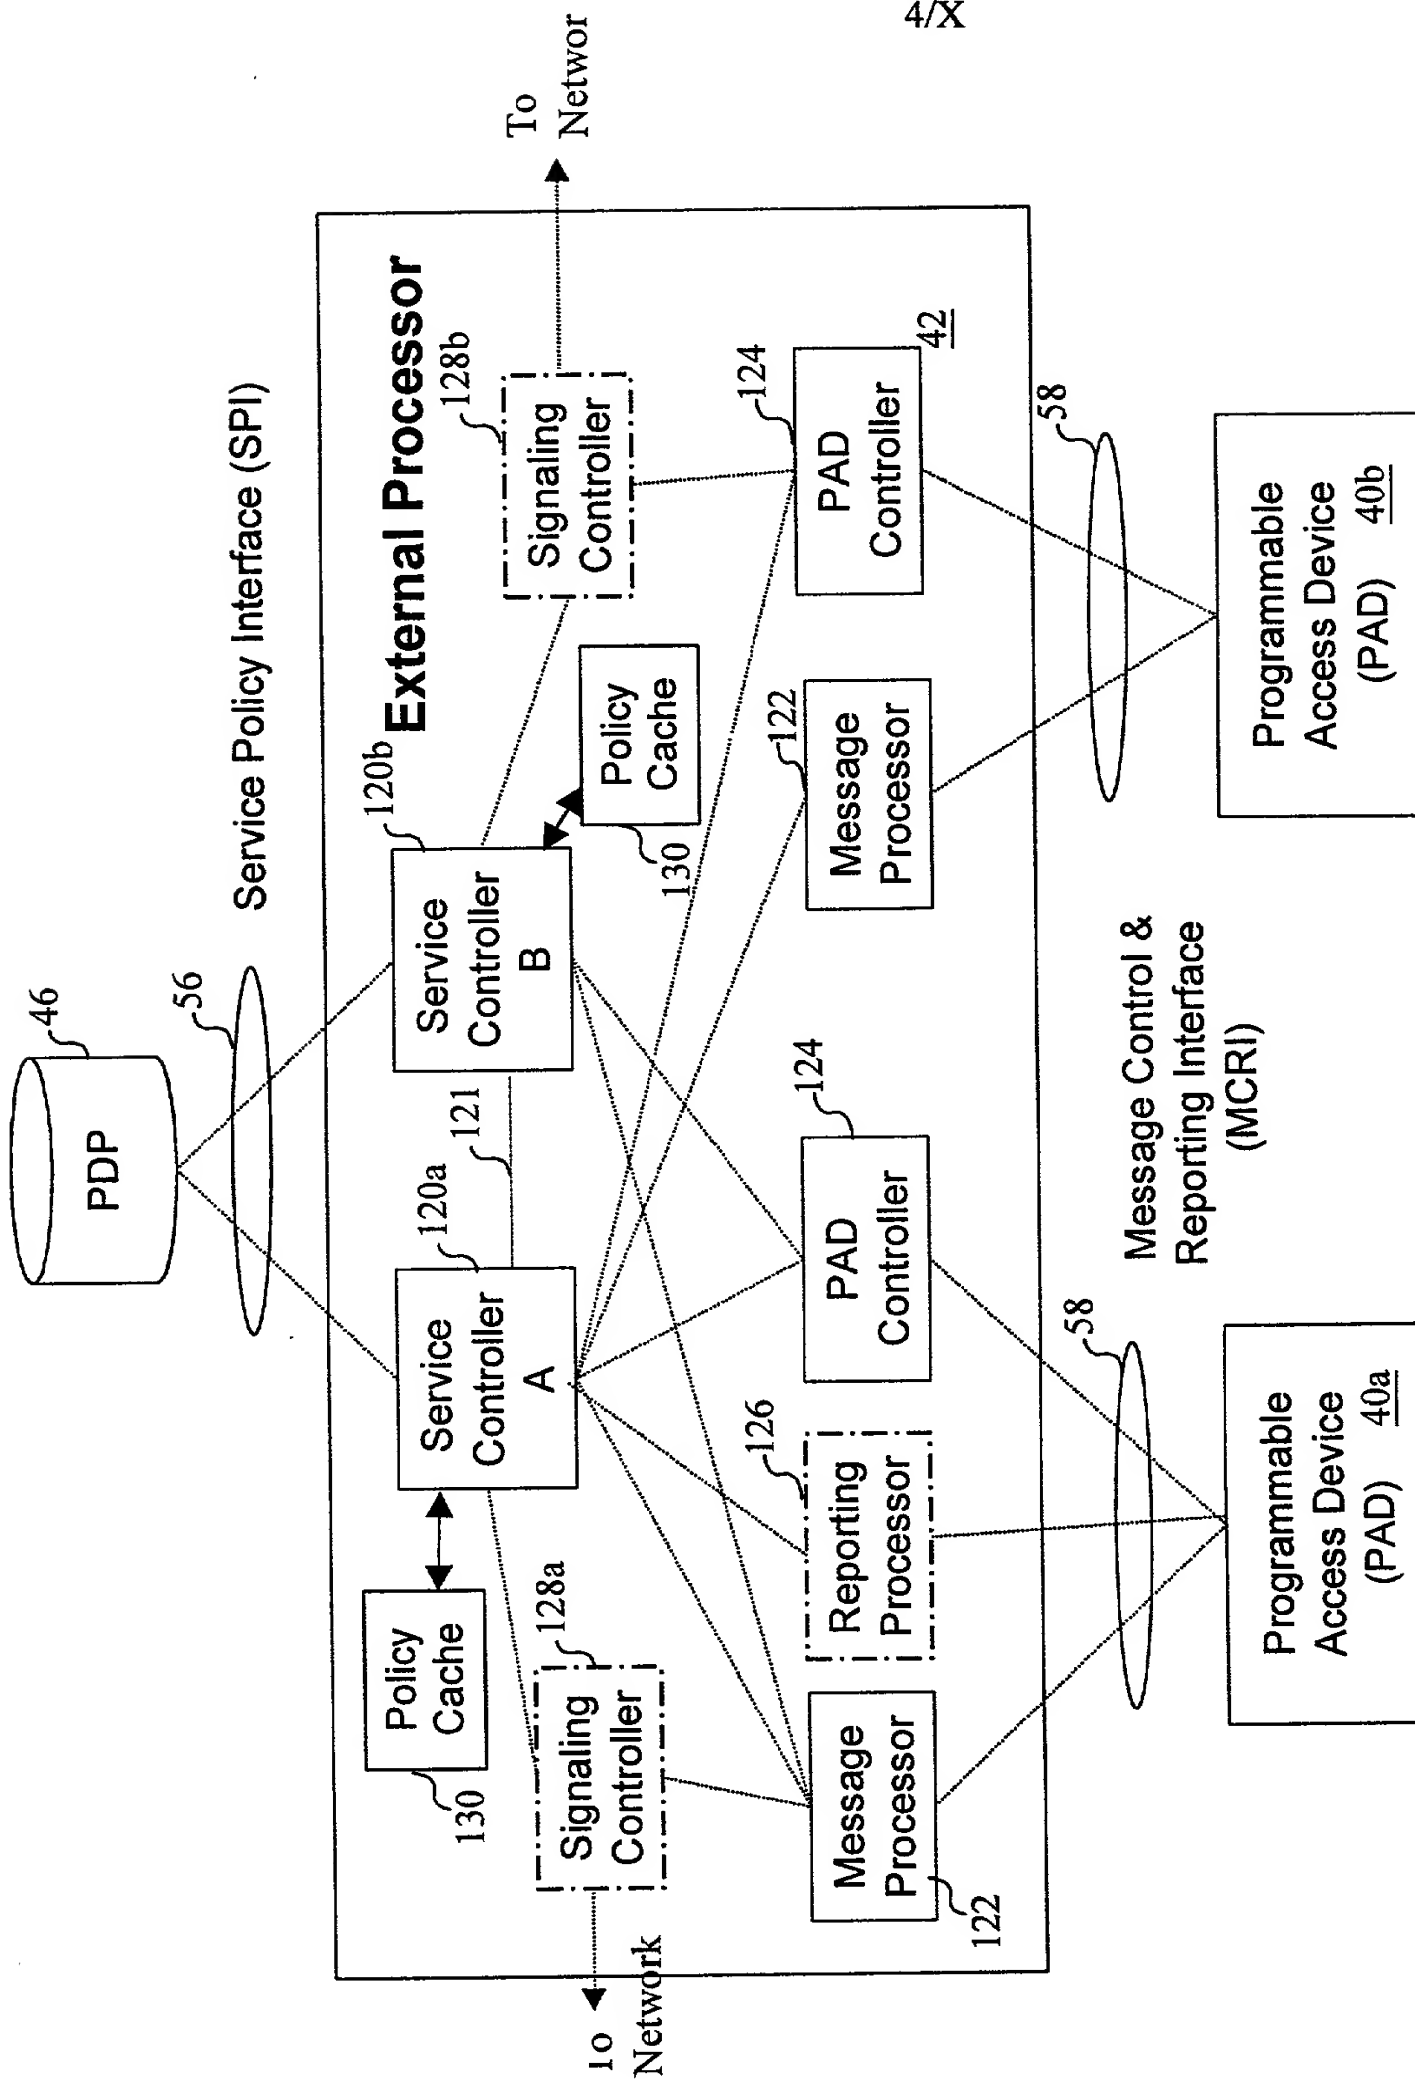 4/X
PDP
46
56
Service Policy Interface (SPI)
External Processor
Policy
Cache
130
Service
Controller
A
120a
121
Service
Controller
B
120b
Policy
Cache
130
Signaling
Controller
128a
To
Network
Signaling
Controller
128b
To
Networ
Message
Processor
122
Reporting
Processor
126
PAD
Controller
124
Message
Processor
122
PAD
Controller
124
42
58
Message Control &
Reporting Interface
(MCRI)
58
Programmable
Access Device
(PAD) 40a
Programmable
Access Device
(PAD) 40b